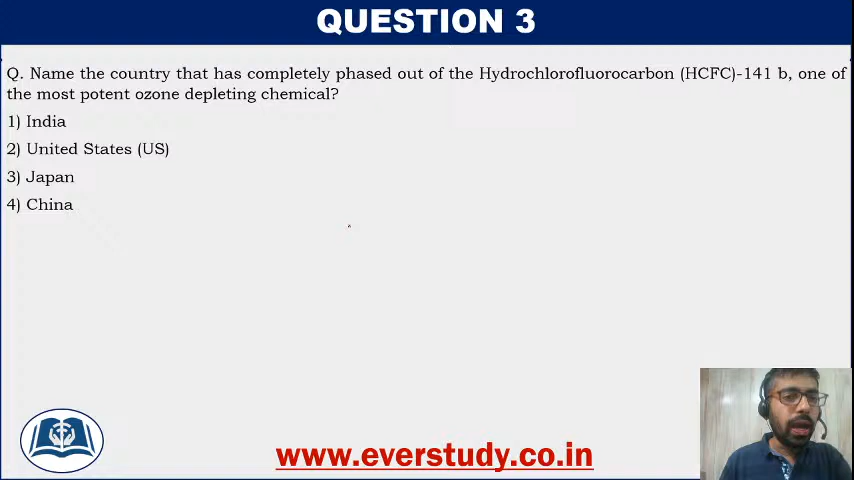 QUESTION 3
Q. Name the country that has completely phased out of the Hydrochlorofluorocarbon (HCFC)-141 b, one of
the most potent ozone depleting chemical?
1) India
2) United States (US)
3) Japan
4) China
www.everstudy.co.in